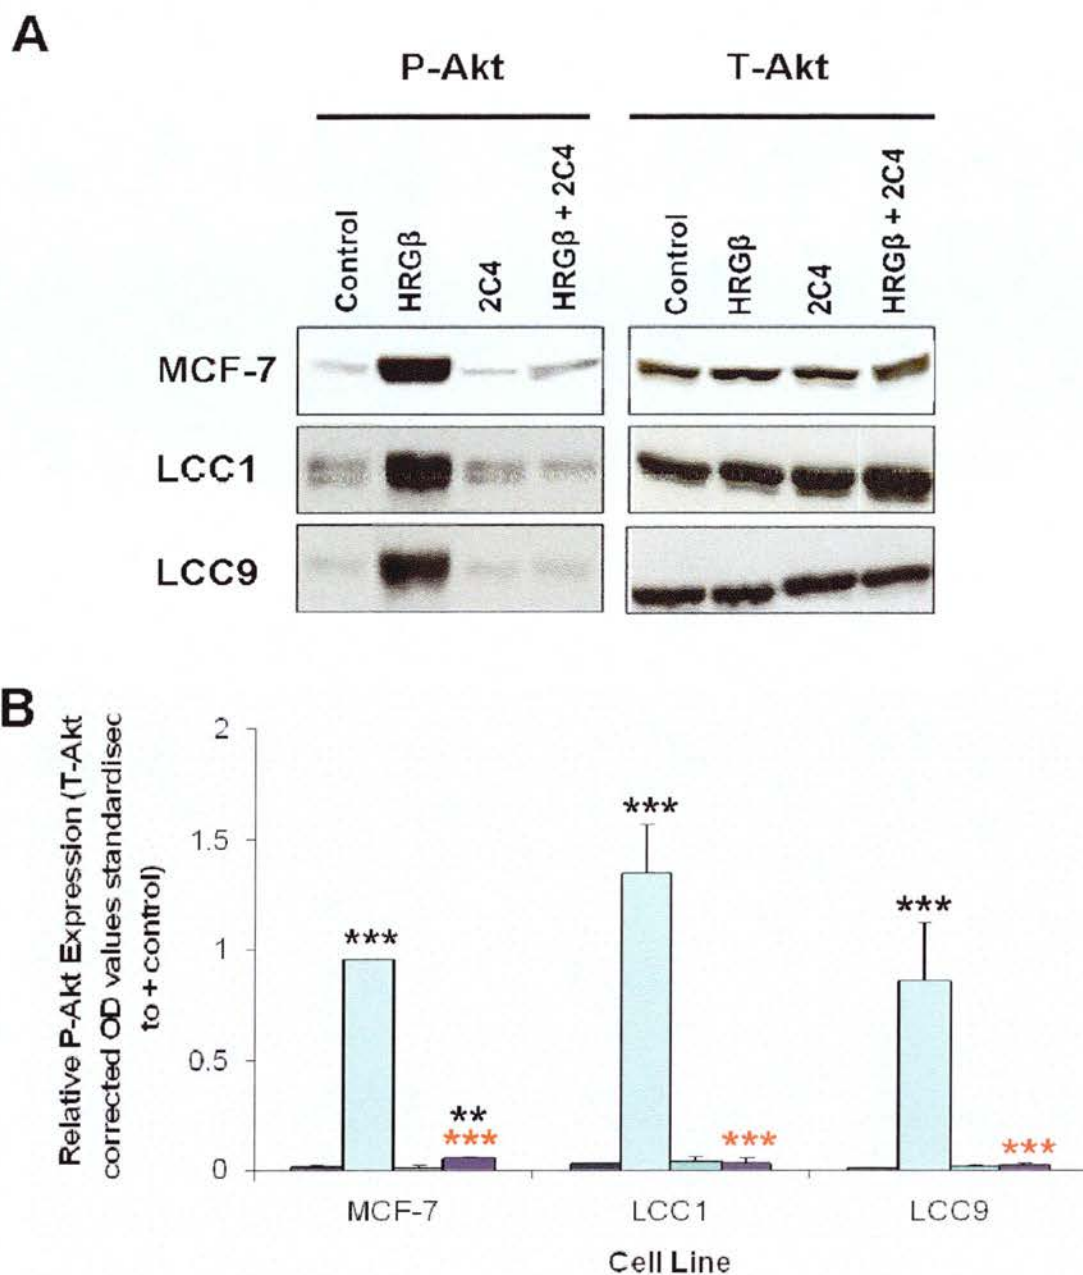 A
P-Akt
T-Akt
Control
HRGβ
2C4
HRGβ + 2C4
Control
HRGβ
2C4
HRGβ + 2C4
MCF-7
LCC1
LCC9
B
Relative P-Akt Expression (T-Akt
corrected OD values standardisec
to + control)
2
1.5
1
0.5
0
***
**
***
***
***
***
***
MCF-7
LCC1
LCC9
Cell Line